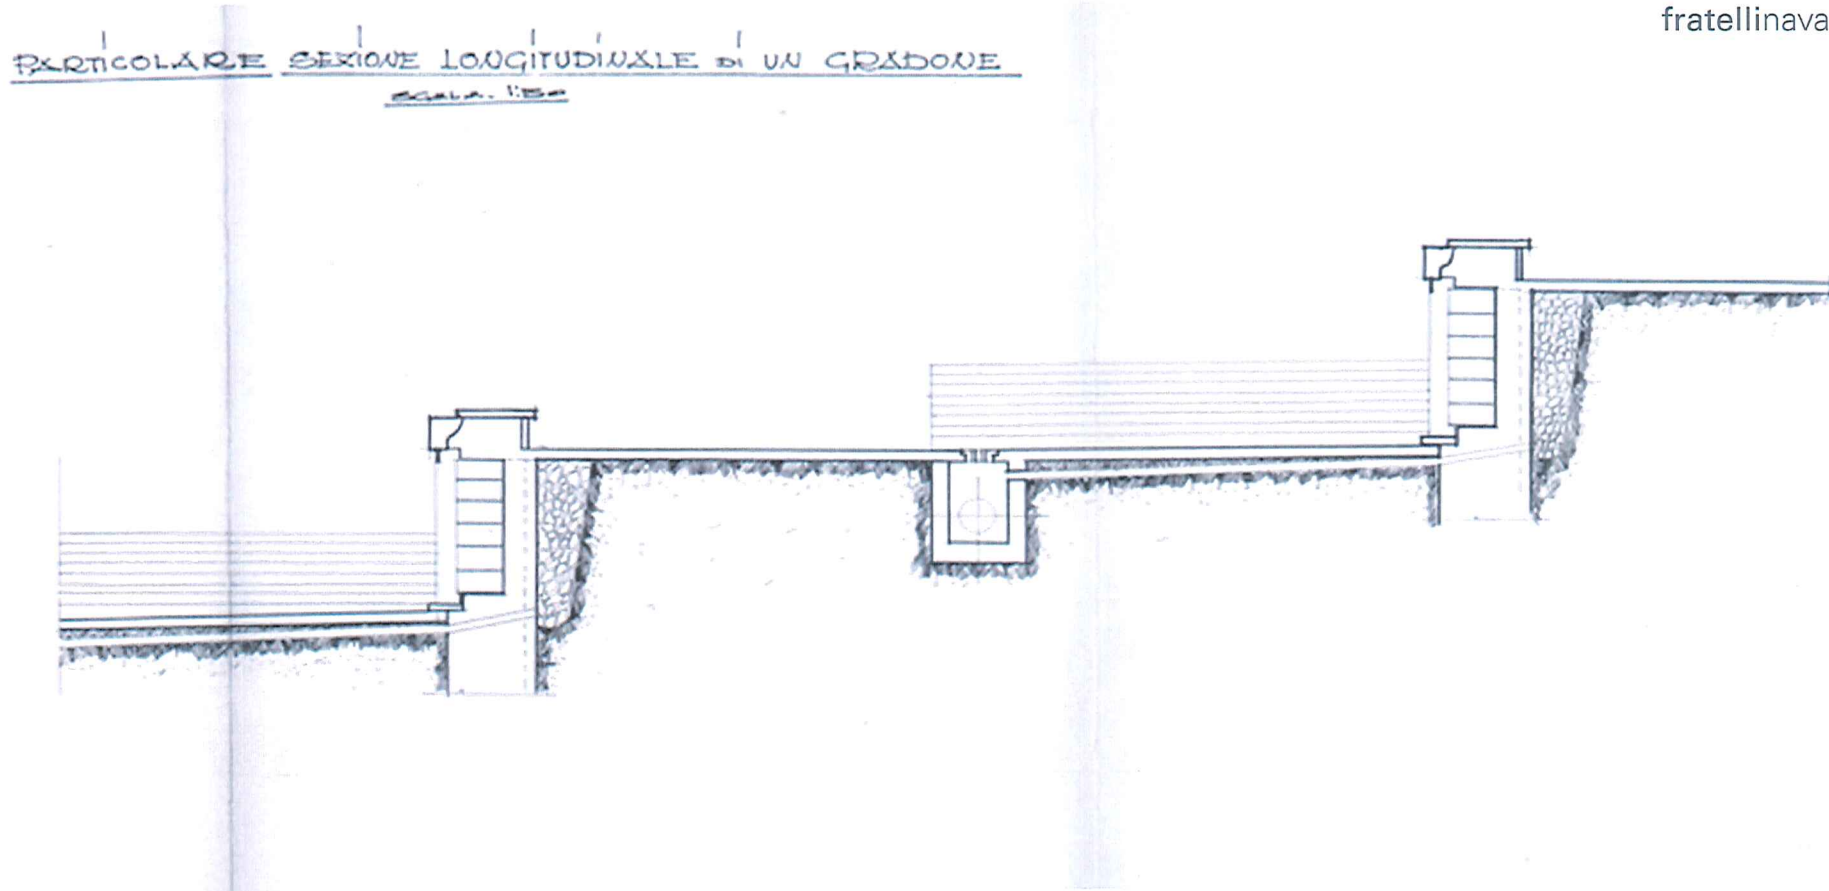 fratellinava
PARTICOLARE SEZIONE LONGITUDINALE DI UN GRADONE
SCALA. 1:50